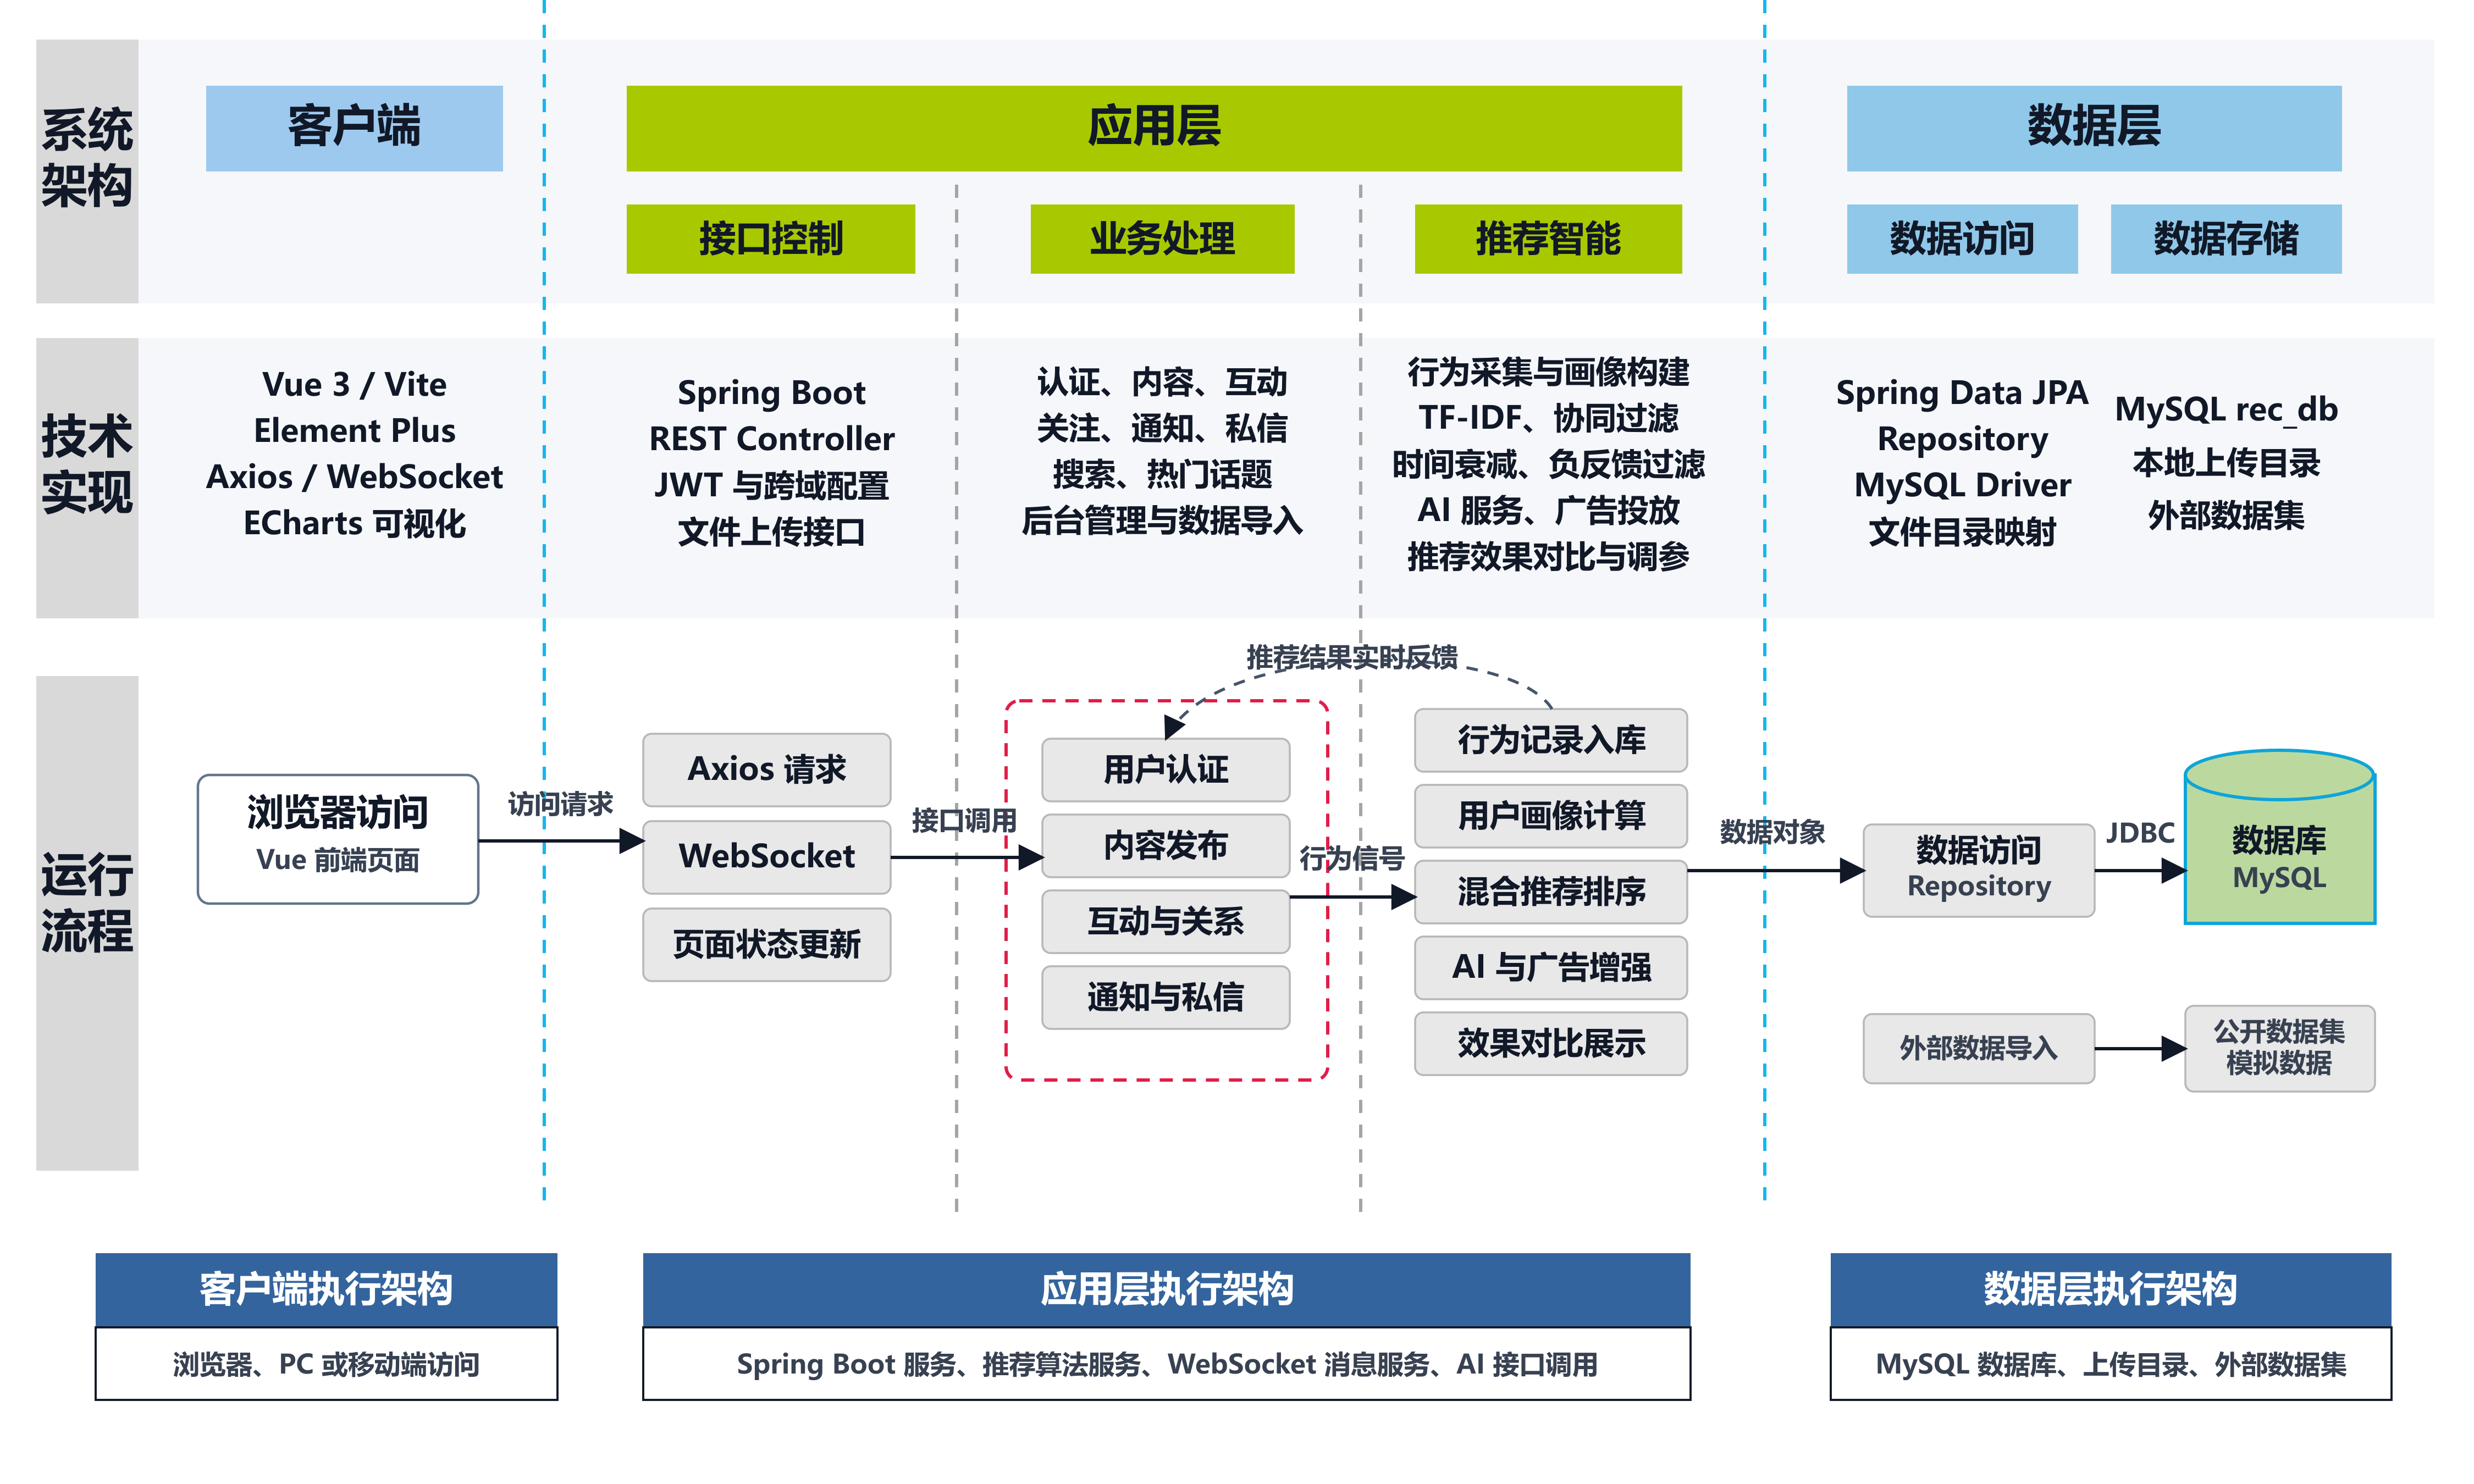 系统
架构
客户端
应用层
数据层
接口控制
业务处理
推荐智能
数据访问
数据存储
技术
实现
Vue 3 / Vite
Element Plus
Axios / WebSocket
ECharts 可视化
Spring Boot
REST Controller
JWT 与跨域配置
文件上传接口
认证、内容、互动
关注、通知、私信
搜索、热门话题
后台管理与数据导入
行为采集与画像构建
TF-IDF、协同过滤
时间衰减、负反馈过滤
AI 服务、广告投放
推荐效果对比与调参
Spring Data JPA
Repository
MySQL Driver
文件目录映射
MySQL rec_db
本地上传目录
外部数据集
运行
流程
浏览器访问
Vue 前端页面
访问请求
Axios 请求
WebSocket
页面状态更新
接口调用
推荐结果实时反馈
用户认证
内容发布
互动与关系
通知与私信
行为信号
行为记录入库
用户画像计算
混合推荐排序
AI 与广告增强
效果对比展示
数据对象
数据访问
Repository
JDBC
数据库
MySQL
外部数据导入
公开数据集
模拟数据
客户端执行架构
浏览器、PC 或移动端访问
应用层执行架构
Spring Boot 服务、推荐算法服务、WebSocket 消息服务、AI 接口调用
数据层执行架构
MySQL 数据库、上传目录、外部数据集